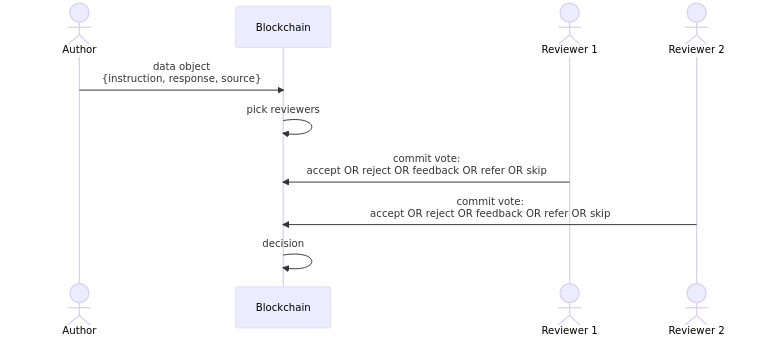 Author
Blockchain
Reviewer 1
Reviewer 2
data object
{instruction, response, source}
pick reviewers
commit vote:
accept OR reject OR feedback OR refer OR skip
commit vote:
accept OR reject OR feedback OR refer OR skip
decision
Author
Blockchain
Reviewer 1
Reviewer 2